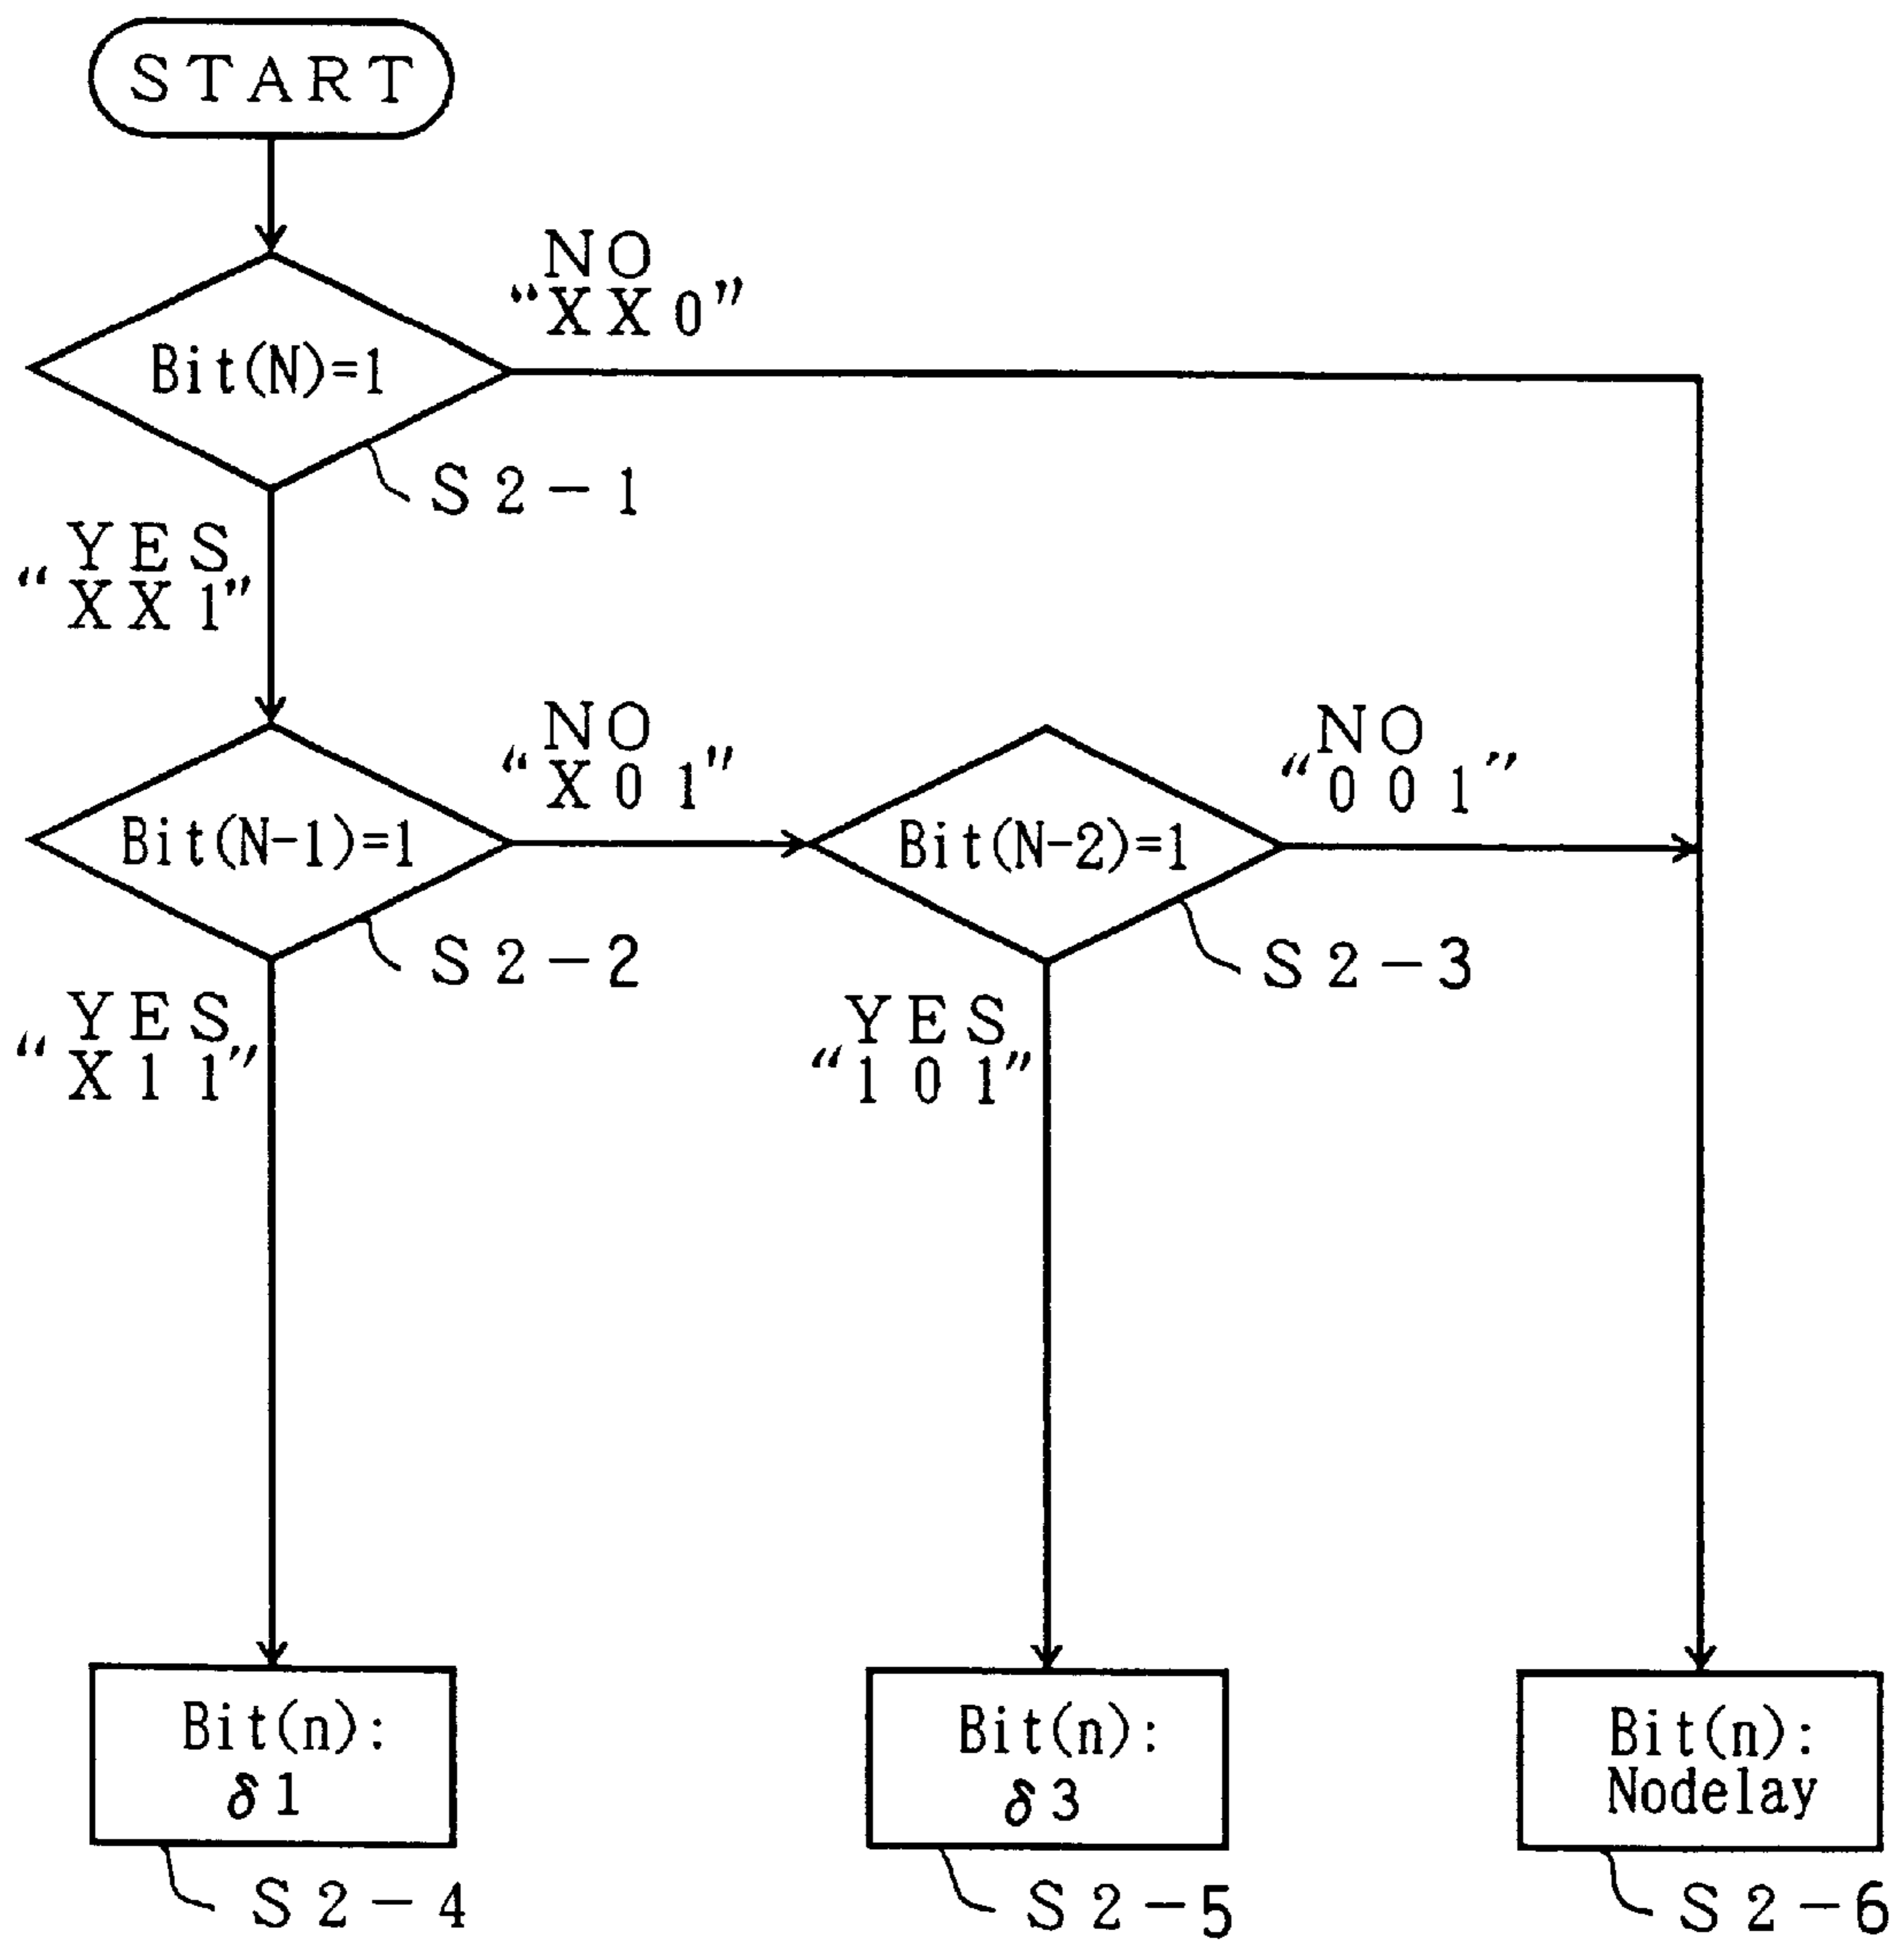 START
NO
“XX0”
Bit(N)=1
S2-1
YES
“XX1”
NO
“X01”
NO
“001”
Bit(N-1)=1
Bit(N-2)=1
S2-2
S2-3
YES
“X11”
YES
“101”
Bit(n):
δ1
Bit(n):
δ3
Bit(n):
Nodelay
S2-4
S2-5
S2-6